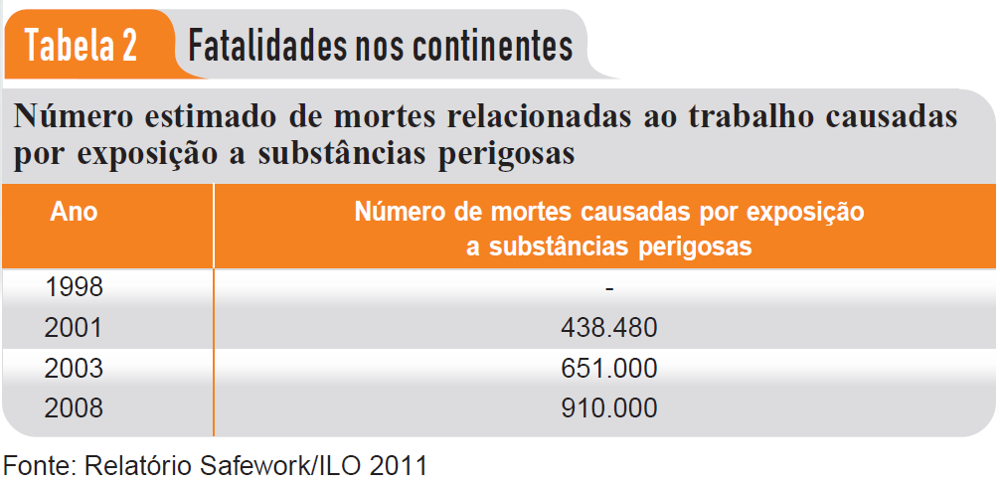 Tabela 2 Fatalidades nos continentes
Número estimado de mortes relacionadas ao trabalho causadas
por exposição a substâncias perigosas
Ano Número de mortes causadas por exposição
a substâncias perigosas
1998 -
2001 438.480
2003 651.000
2008 910.000
Fonte: Relatório Safework/ILO 2011